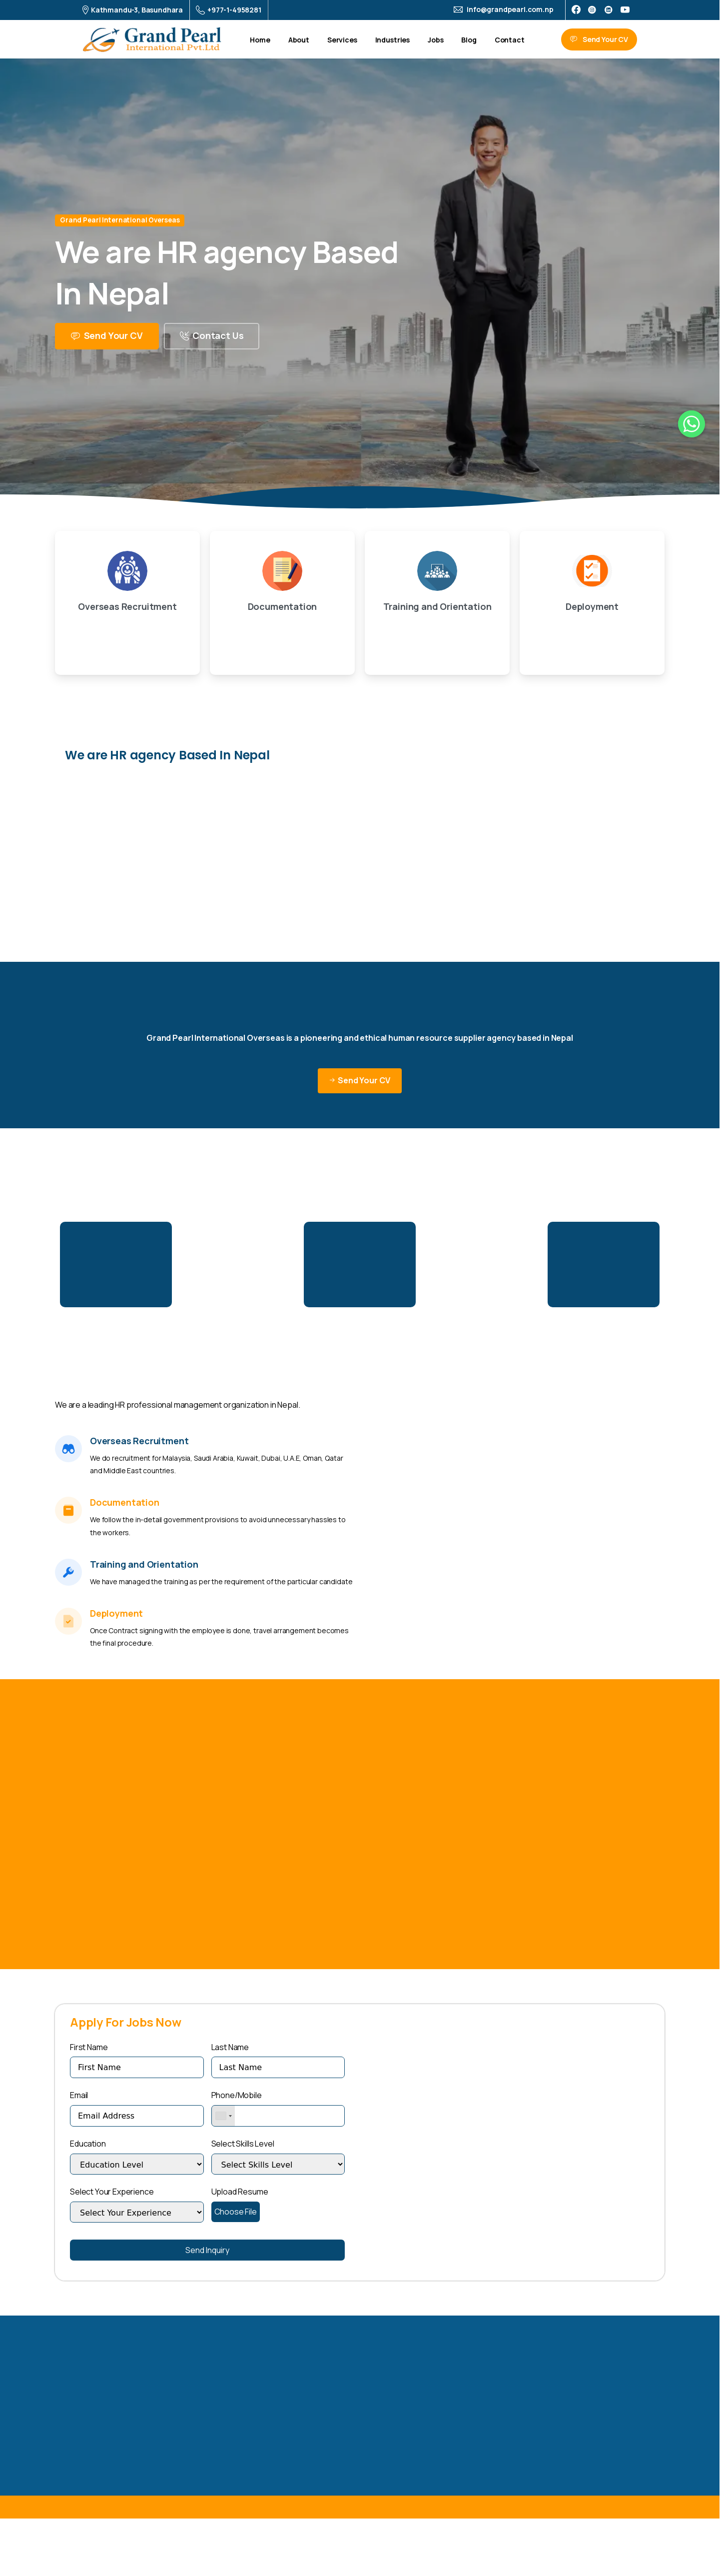 Kathmandu-3, Basundhara
+977-1-4958281
info@grandpearl.com.np
Grand Pearl
International Pvt.Ltd
Home
About
Services
Industries
Jobs
Blog
Contact
Send Your CV
Grand Pearl International Overseas
We are HR agency Based
In Nepal
Send Your CV
Contact Us
Overseas Recruitment
Documentation
Training and Orientation
Deployment
We are HR agency Based In Nepal
Grand Pearl International Overseas is a pioneering and ethical human resource supplier agency based in Nepal
Send Your CV
We are a leading HR professional management organization in Nepal.
Overseas Recruitment
We do recruitment for Malaysia, Saudi Arabia, Kuwait, Dubai, U.A.E, Oman, Qatar
and Middle East countries.
Documentation
We follow the in-detail government provisions to avoid unnecessary hassles to
the workers.
Training and Orientation
We have managed the training as per the requirement of the particular candidate
Deployment
Once Contract signing with the employee is done, travel arrangement becomes
the final procedure.
Apply For Jobs Now
First Name
Last Name
First Name
Last Name
Email
Phone/Mobile
Email Address
Education
Select Skills Level
Education Level
Select Skills Level
Select Your Experience
Upload Resume
Select Your Experience
Choose File
Send Inquiry